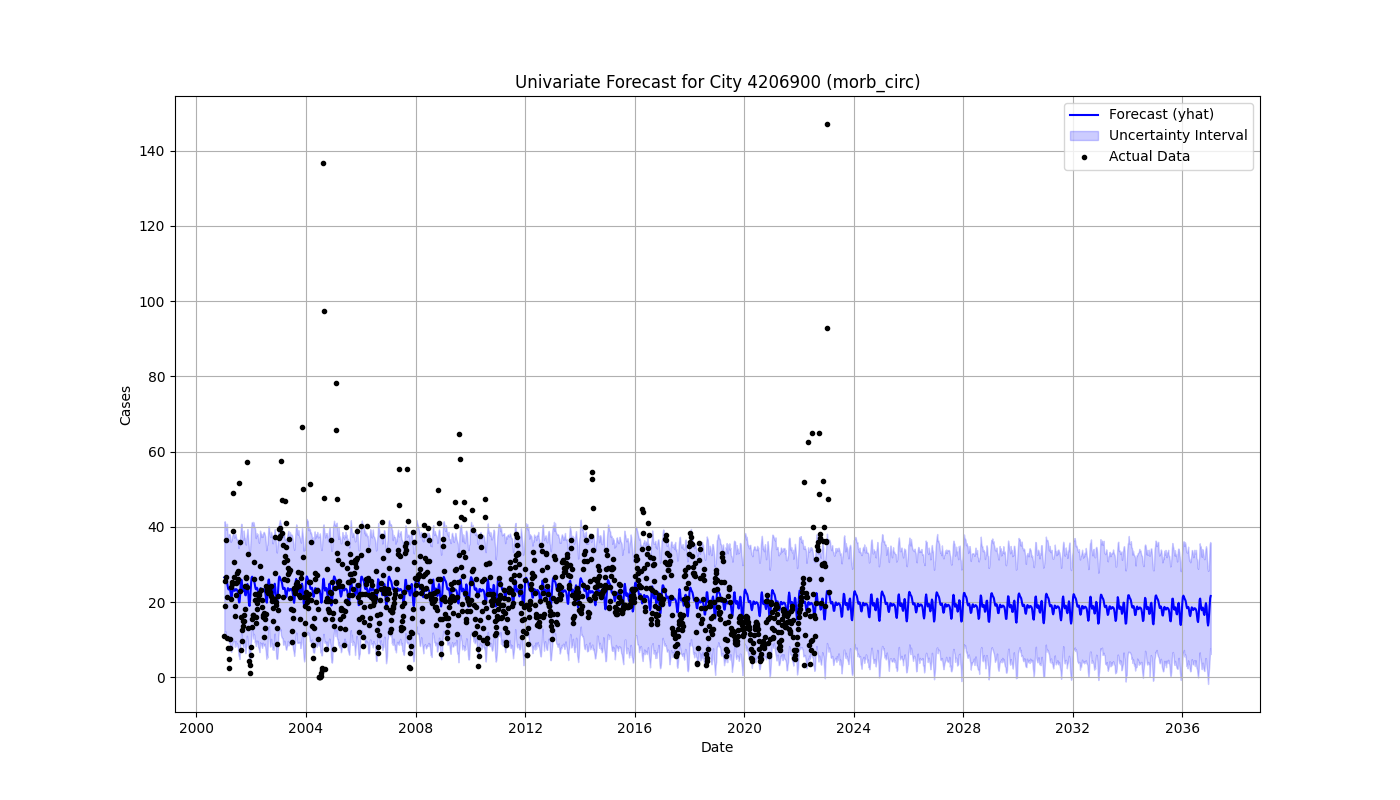 Univariate Forecast for City 4206900 (morb_circ)
Forecast (yhat)
Uncertainty Interval
Actual Data
140
120
100
80
60
40
20
0
Cases
2000 2004 2008 2012 2016 2020 2024 2028 2032 2036
Date